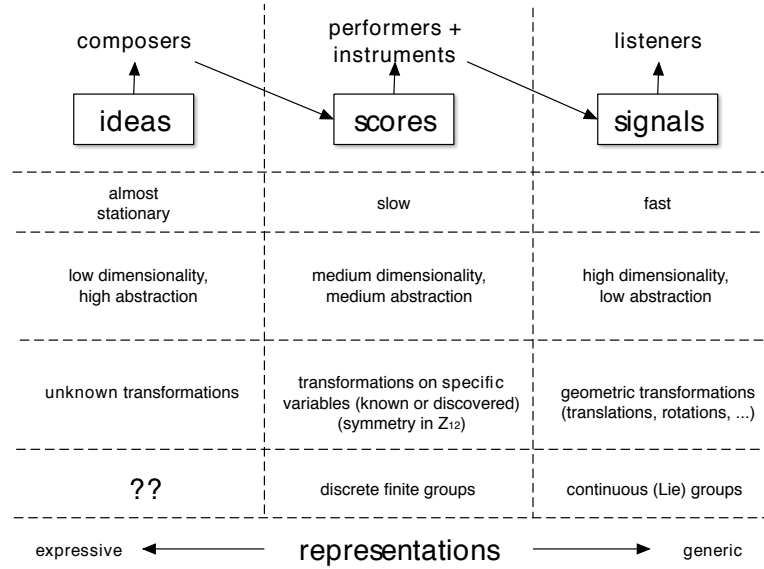 composers
performers +
instruments
listeners
ideas
scores
signals
almost
stationary
slow
fast
low dimensionality,
high abstraction
medium dimensionality,
medium abstraction
high dimensionality,
low abstraction
unknown transformations
transformations on specific
variables (known or discovered)
(symmetry in Z₁₂)
geometric transformations
(translations, rotations, ...)
??
discrete finite groups
continuous (Lie) groups
expressive
representations
generic